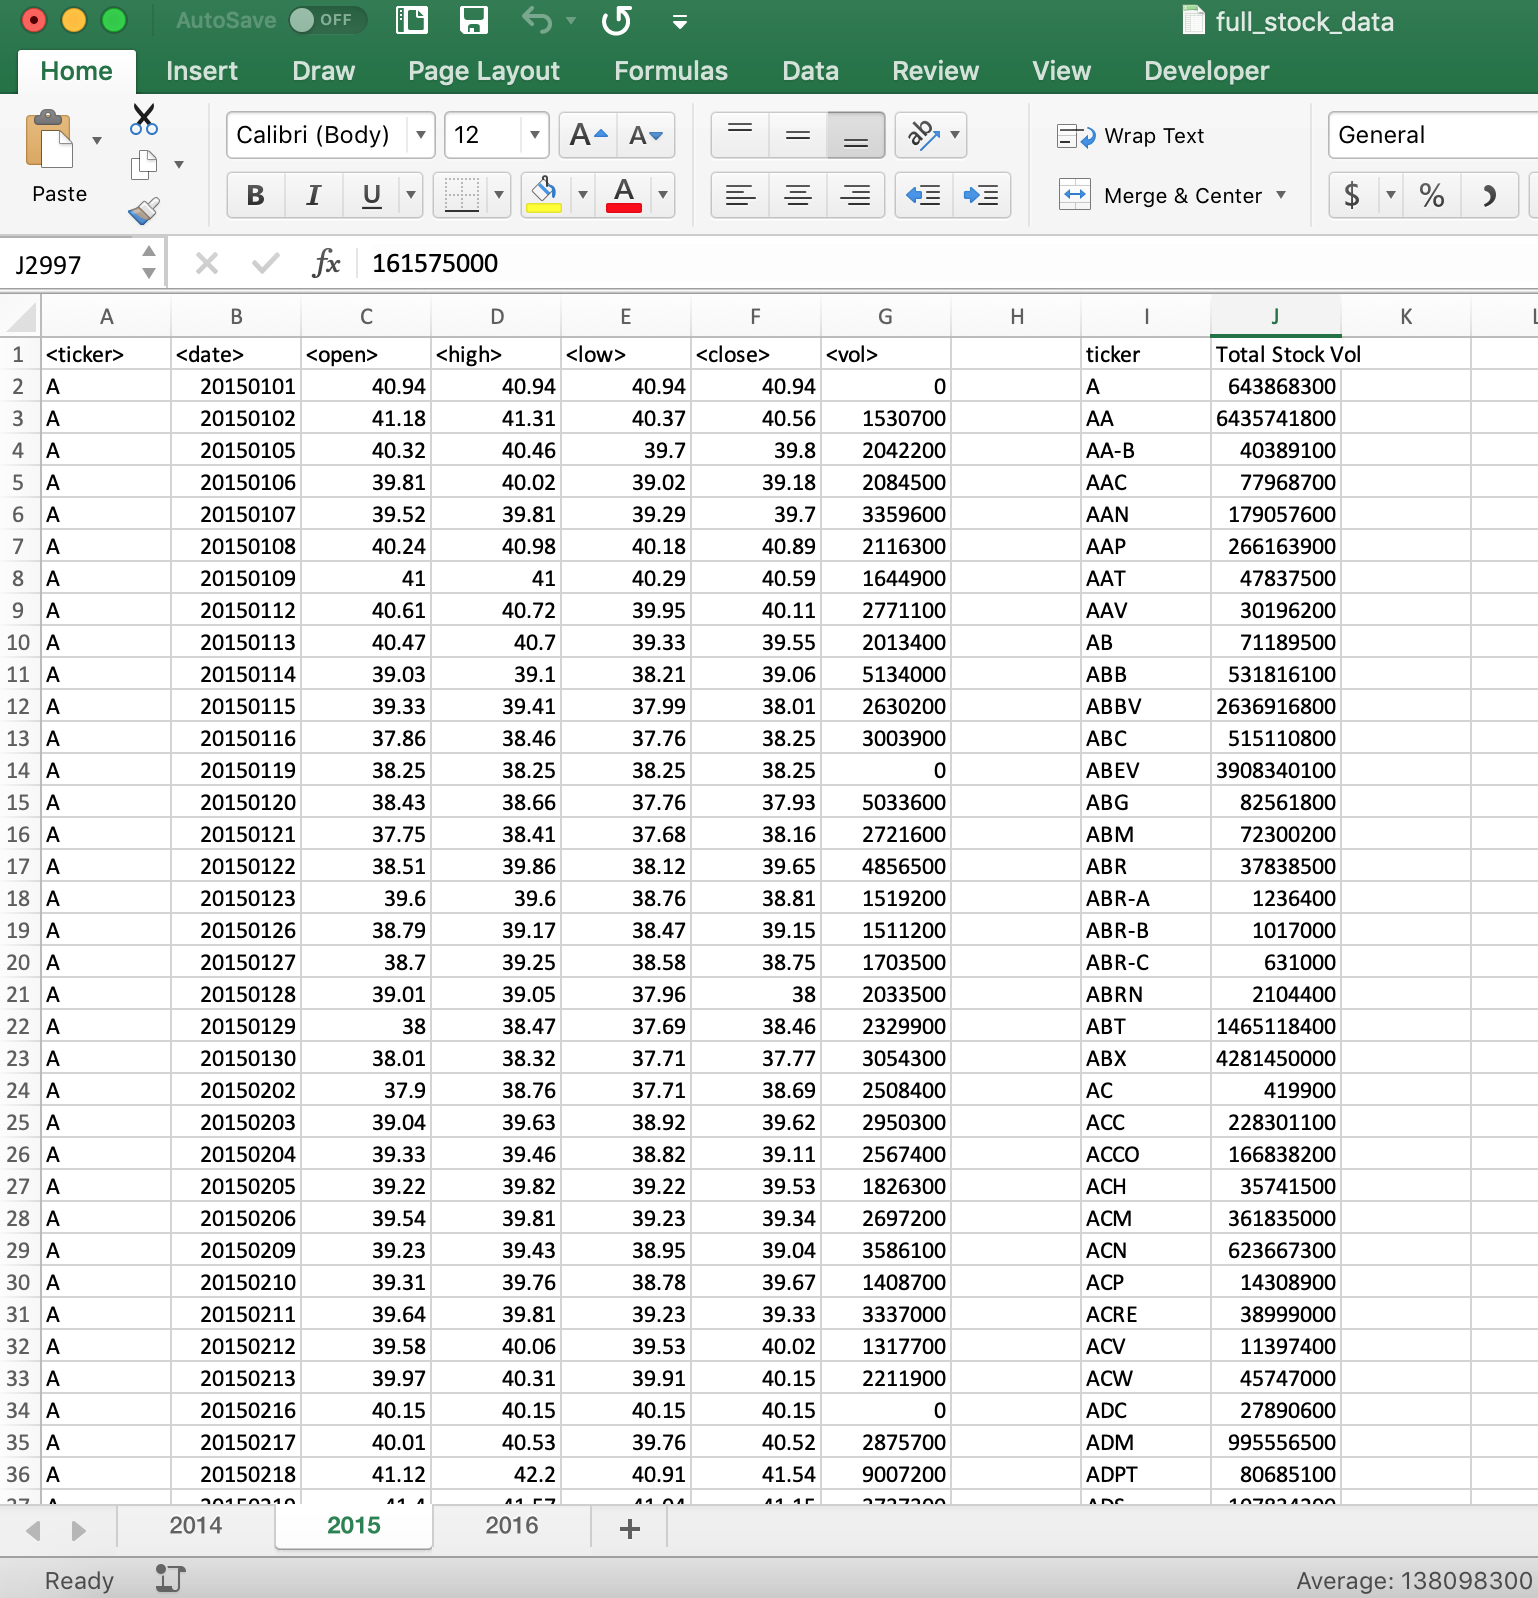 AutoSave OFF full_stock_data
Home Insert Draw Page Layout Formulas Data Review View Developer
Calibri (Body) 12 A A ab Wrap Text General
Paste B I U A Merge & Center $ % )
J2997 fx 161575000
A B C D E F G H I J K L
1 <ticker> <date> <open> <high> <low> <close> <vol> ticker Total Stock Vol
2 A 20150101 40.94 40.94 40.94 40.94 0 A 643868300
3 A 20150102 41.18 41.31 40.37 40.56 1530700 AA 6435741800
4 A 20150105 40.32 40.46 39.7 39.8 2042200 AA-B 40389100
5 A 20150106 39.81 40.02 39.02 39.18 2084500 AAC 77968700
6 A 20150107 39.52 39.81 39.29 39.7 3359600 AAN 179057600
7 A 20150108 40.24 40.98 40.18 40.89 2116300 AAP 266163900
8 A 20150109 41 41 40.29 40.59 1644900 AAT 47837500
9 A 20150112 40.61 40.72 39.95 40.11 2771100 AAV 30196200
10 A 20150113 40.47 40.7 39.33 39.55 2013400 AB 71189500
11 A 20150114 39.03 39.1 38.21 39.06 5134000 ABB 531816100
12 A 20150115 39.33 39.41 37.99 38.01 2630200 ABBV 2636916800
13 A 20150116 37.86 38.46 37.76 38.25 3003900 ABC 515110800
14 A 20150119 38.25 38.25 38.25 38.25 0 ABEV 3908340100
15 A 20150120 38.43 38.66 37.76 37.93 5033600 ABG 82561800
16 A 20150121 37.75 38.41 37.68 38.16 2721600 ABM 72300200
17 A 20150122 38.51 39.86 38.12 39.65 4856500 ABR 37838500
18 A 20150123 39.6 39.6 38.76 38.81 1519200 ABR-A 1236400
19 A 20150126 38.79 39.17 38.47 39.15 1511200 ABR-B 1017000
20 A 20150127 38.7 39.25 38.58 38.75 1703500 ABR-C 631000
21 A 20150128 39.01 39.05 37.96 38 2033500 ABRN 2104400
22 A 20150129 38 38.47 37.69 38.46 2329900 ABT 1465118400
23 A 20150130 38.01 38.32 37.71 37.77 3054300 ABX 4281450000
24 A 20150202 37.9 38.76 37.71 38.69 2508400 AC 419900
25 A 20150203 39.04 39.63 38.92 39.62 2950300 ACC 228301100
26 A 20150204 39.33 39.46 38.82 39.11 2567400 ACCO 166838200
27 A 20150205 39.22 39.82 39.22 39.53 1826300 ACH 35741500
28 A 20150206 39.54 39.81 39.23 39.34 2697200 ACM 361835000
29 A 20150209 39.23 39.43 38.95 39.04 3586100 ACN 623667300
30 A 20150210 39.31 39.76 38.78 39.67 1408700 ACP 14308900
31 A 20150211 39.64 39.81 39.23 39.33 3337000 ACRE 38999000
32 A 20150212 39.58 40.06 39.53 40.02 1317700 ACV 11397400
33 A 20150213 39.97 40.31 39.91 40.15 2211900 ACW 45747000
34 A 20150216 40.15 40.15 40.15 40.15 0 ADC 27890600
35 A 20150217 40.01 40.53 39.76 40.52 2875700 ADM 995556500
36 A 20150218 41.12 42.2 40.91 41.54 9007200 ADPT 80685100
2014 2015 2016 +
Ready Average: 138098300